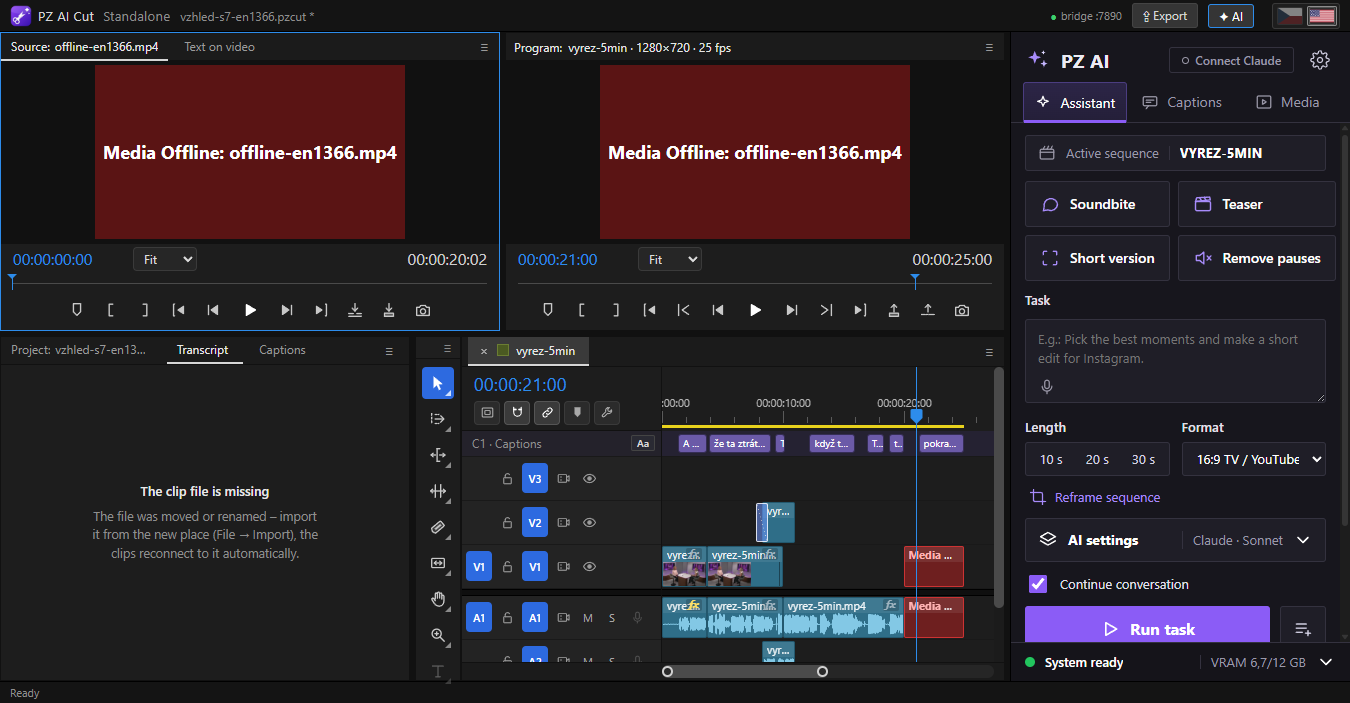 PZ AI Cut Standalone vyzhled-s7-en1366.pzcut *
bridge :7890 Export AI
Source: offline-en1366.mp4 Text on video
Media Offline: offline-en1366.mp4
00:00:00:00 Fit 00:00:20:02
Program: vyrez-5min · 1280×720 · 25 fps
Media Offline: offline-en1366.mp4
00:00:21:00 Fit 00:00:25:00
Project: vzhled-s7-en13... Transcript Captions
The clip file is missing
The file was moved or renamed – import
it from the new place (File → Import), the
clips reconnect to it automatically.
× vyrez-5min
00:00:21:00
:00:00 00:00:10:00 00:00:20:00
C1 · Captions Aa A ... že ta ztrát... když t... T... t... pokra...
V3
V2 vyr...
V1 V1 vyrez fx vyrez-5min fx Media ...
A1 A1 M S vyrez fx vyrez-5min fx vyrez-5min.mp4 fx Media ...
A2 M S vyr...
PZ AI Connect Claude
Assistant Captions Media
Active sequence VYREZ-5MIN
Soundbite Teaser
Short version Remove pauses
Task
E.g.: Pick the best moments and make a short
edit for Instagram.
Length Format
10 s 20 s 30 s 16:9 TV / YouTube
Reframe sequence
AI settings Claude · Sonnet
Continue conversation
Run task
System ready VRAM 6,7/12 GB
Ready